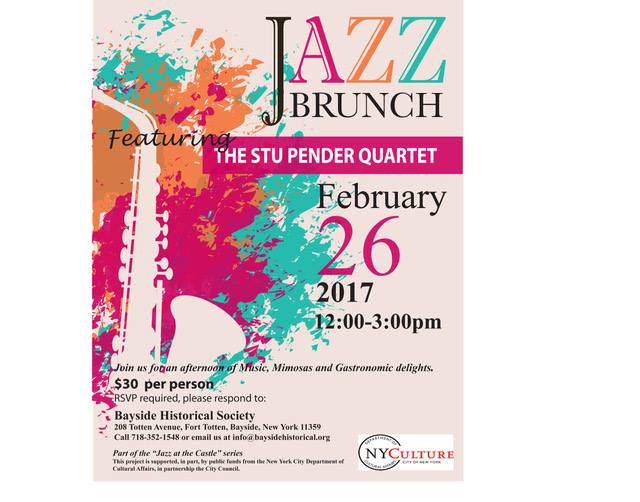 JAZZ
BRUNCH
Featuring
THE STU PENDER QUARTET
February
26
2017
12:00-3:00pm
Join us for an afternoon of Music, Mimosas and Gastronomic delights.
$30 per person
RSVP required, please respond to:
Bayside Historical Society
208 Totten Avenue, Fort Totten, Bayside, New York 11359
Call 718-352-1548 or email us at info@baysidehistorical.org
Part of the "Jazz at the Castle" series
This project is supported, in part, by public funds from the New York City Department of
Cultural Affairs, in partnership the City Council.
DEPARTMENT OF
NYCULTURE
CITY OF NEW YORK
CULTURAL AFFAIRS